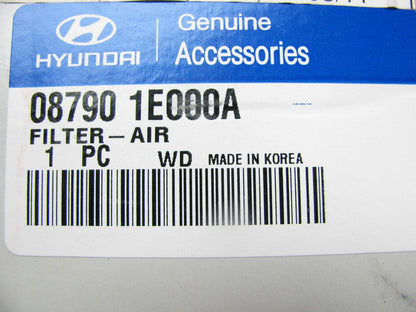 HYUNDAI
Genuine
Accessories
08790 1E000A
FILTER-AIR
1 PC WD MADE IN KOREA